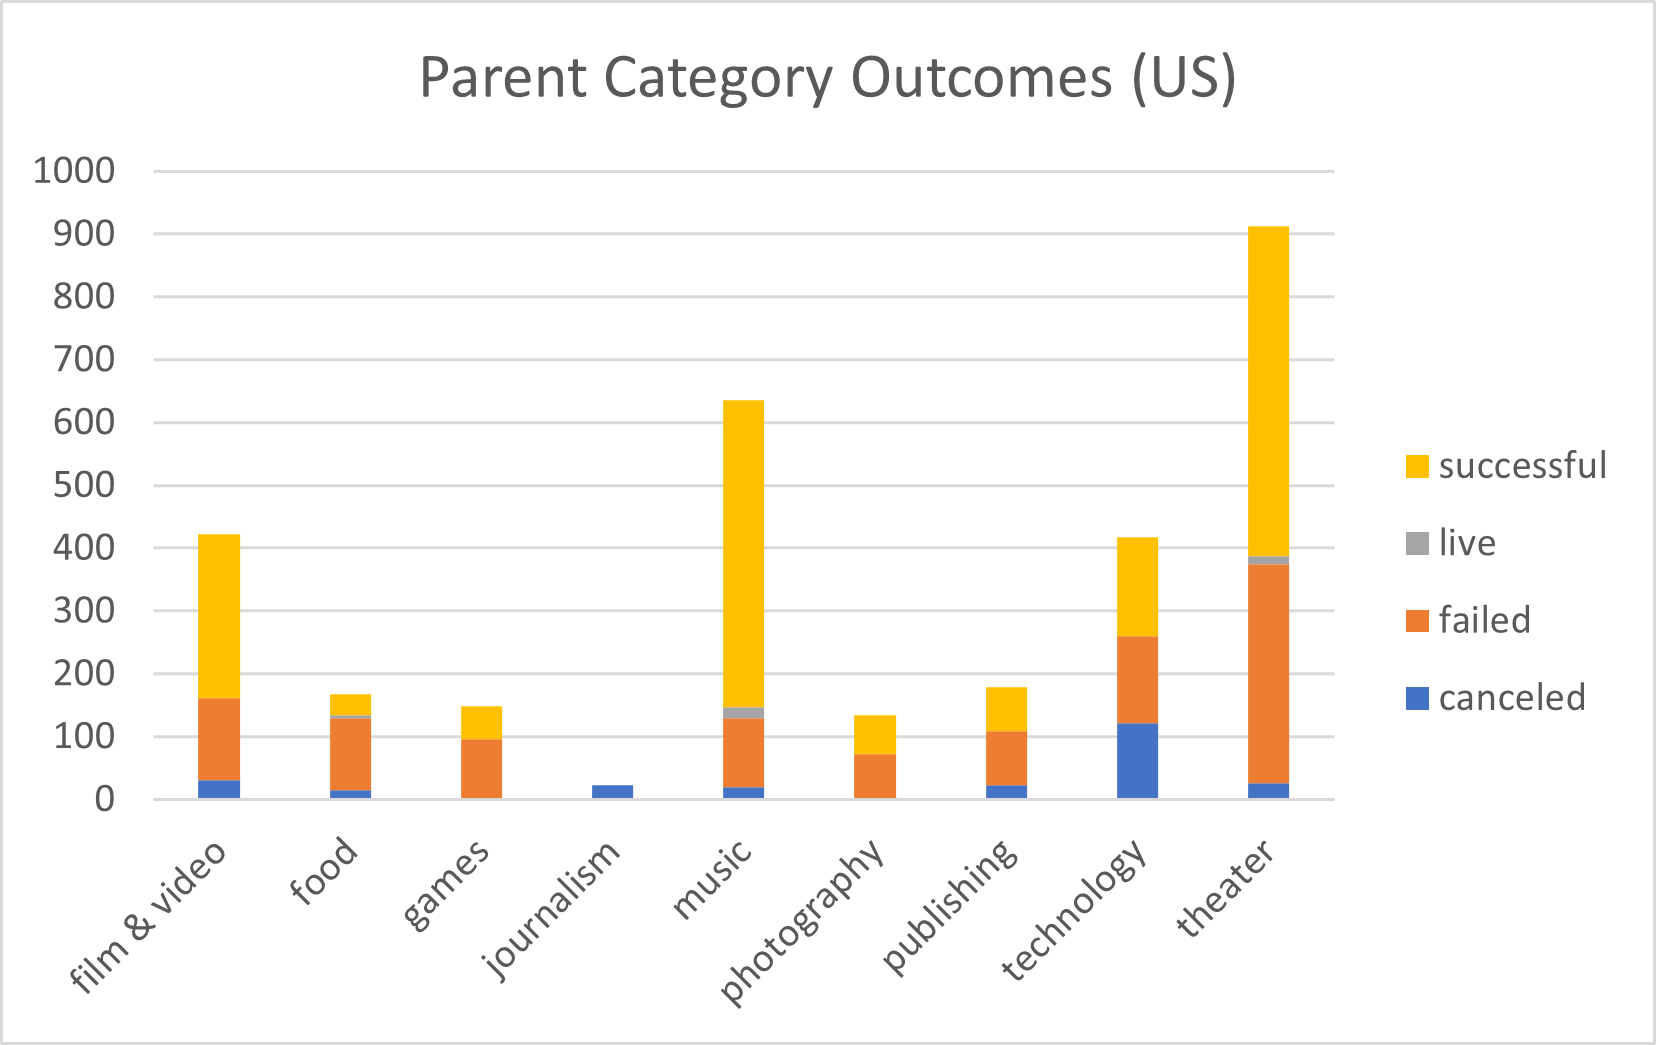 Parent Category Outcomes (US)
1000
900
800
700
600
500
400
300
200
100
0
film & video
food
games
journalism
music
photography
publishing
technology
theater
successful
live
failed
canceled